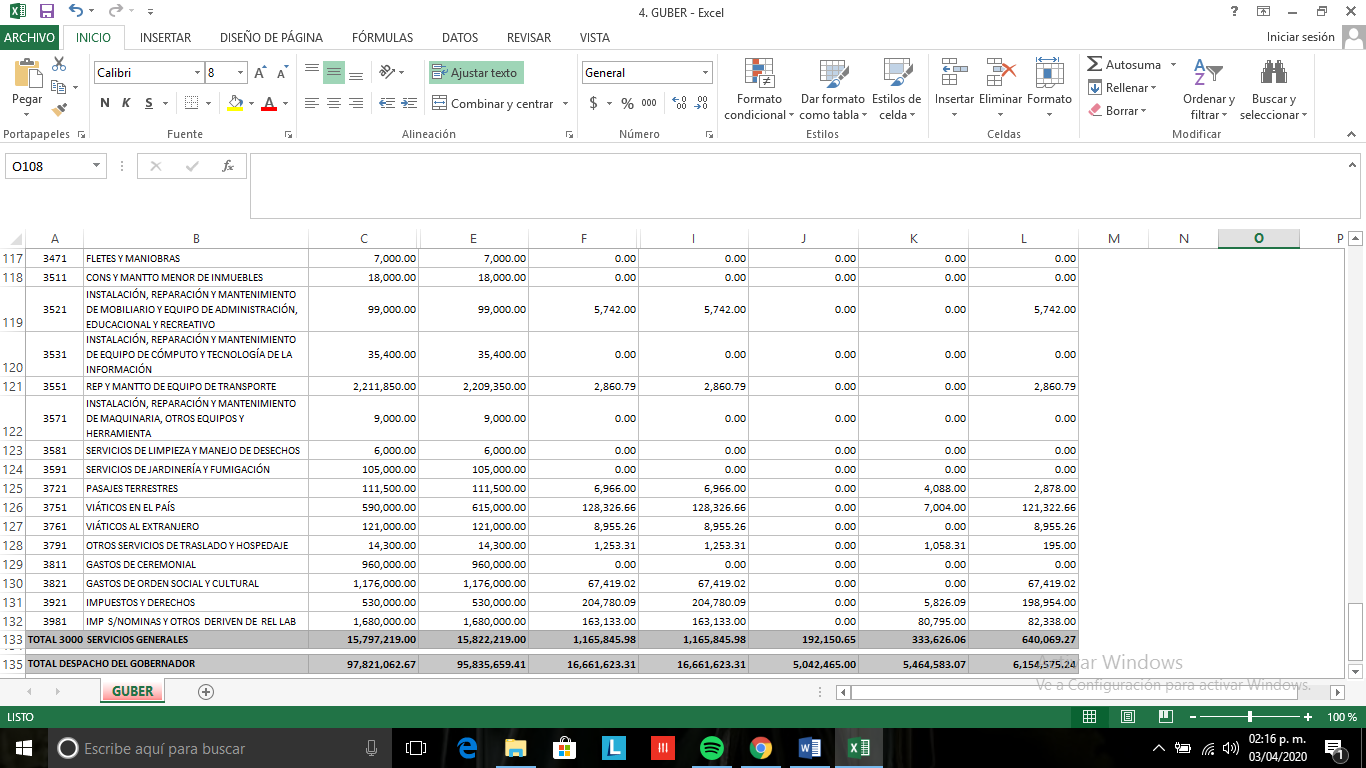 4. GUBER - Excel
ARCHIVO INICIO INSERTAR DISEÑO DE PÁGINA FÓRMULAS DATOS REVISAR VISTA Iniciar sesión
Calibri 8 Ajustar texto General Autosuma
Pegar N K S Combinar y centrar $ % 000 Formato condicional Dar formato como tabla Estilos de celda Insertar Eliminar Formato Rellenar Borrar Ordenar y filtrar Buscar y seleccionar
Portapapeles Fuente Alineación Número Estilos Celdas Modificar
O108 fx
A B C E F I J K L M N O P
117 3471 FLETES Y MANIOBRAS 7,000.00 7,000.00 0.00 0.00 0.00 0.00 0.00
118 3511 CONS Y MANTTO MENOR DE INMUEBLES 18,000.00 18,000.00 0.00 0.00 0.00 0.00 0.00
INSTALACIÓN, REPARACIÓN Y MANTENIMIENTO
119 3521 DE MOBILIARIO Y EQUIPO DE ADMINISTRACIÓN, 99,000.00 99,000.00 5,742.00 5,742.00 0.00 0.00 5,742.00
EDUCACIONAL Y RECREATIVO
INSTALACIÓN, REPARACIÓN Y MANTENIMIENTO
120 3531 DE EQUIPO DE CÓMPUTO Y TECNOLOGÍA DE LA 35,400.00 35,400.00 0.00 0.00 0.00 0.00 0.00
INFORMACIÓN
121 3551 REP Y MANTTO DE EQUIPO DE TRANSPORTE 2,211,850.00 2,209,350.00 2,860.79 2,860.79 0.00 0.00 2,860.79
INSTALACIÓN, REPARACIÓN Y MANTENIMIENTO
122 3571 DE MAQUINARIA, OTROS EQUIPOS Y 9,000.00 9,000.00 0.00 0.00 0.00 0.00 0.00
HERRAMIENTA
123 3581 SERVICIOS DE LIMPIEZA Y MANEJO DE DESECHOS 6,000.00 6,000.00 0.00 0.00 0.00 0.00 0.00
124 3591 SERVICIOS DE JARDINERÍA Y FUMIGACIÓN 105,000.00 105,000.00 0.00 0.00 0.00 0.00 0.00
125 3721 PASAJES TERRESTRES 111,500.00 111,500.00 6,966.00 6,966.00 0.00 4,088.00 2,878.00
126 3751 VIÁTICOS EN EL PAÍS 590,000.00 615,000.00 128,326.66 128,326.66 0.00 7,004.00 121,322.66
127 3761 VIÁTICOS AL EXTRANJERO 121,000.00 121,000.00 8,955.26 8,955.26 0.00 0.00 8,955.26
128 3791 OTROS SERVICIOS DE TRASLADO Y HOSPEDAJE 14,300.00 14,300.00 1,253.31 1,253.31 0.00 1,058.31 195.00
129 3811 GASTOS DE CEREMONIAL 960,000.00 960,000.00 0.00 0.00 0.00 0.00 0.00
130 3821 GASTOS DE ORDEN SOCIAL Y CULTURAL 1,176,000.00 1,176,000.00 67,419.02 67,419.02 0.00 0.00 67,419.02
131 3921 IMPUESTOS Y DERECHOS 530,000.00 530,000.00 204,780.09 204,780.09 0.00 5,826.09 198,954.00
132 3981 IMP S/NOMINAS Y OTROS DERIVEN DE REL LAB 1,680,000.00 1,680,000.00 163,133.00 163,133.00 0.00 80,795.00 82,338.00
133 TOTAL 3000 SERVICIOS GENERALES 15,797,219.00 15,822,219.00 1,165,845.98 1,165,845.98 192,150.65 333,626.06 640,069.27
135 TOTAL DESPACHO DEL GOBERNADOR 97,821,062.67 95,835,659.41 16,661,623.31 16,661,623.31 5,042,465.00 5,464,583.07 6,154,575.24
ar Windows
Ve a Configuración para activar Windows.
GUBER
LISTO 100 %
Escribe aquí para buscar
02:16 p. m.
03/04/2020
1